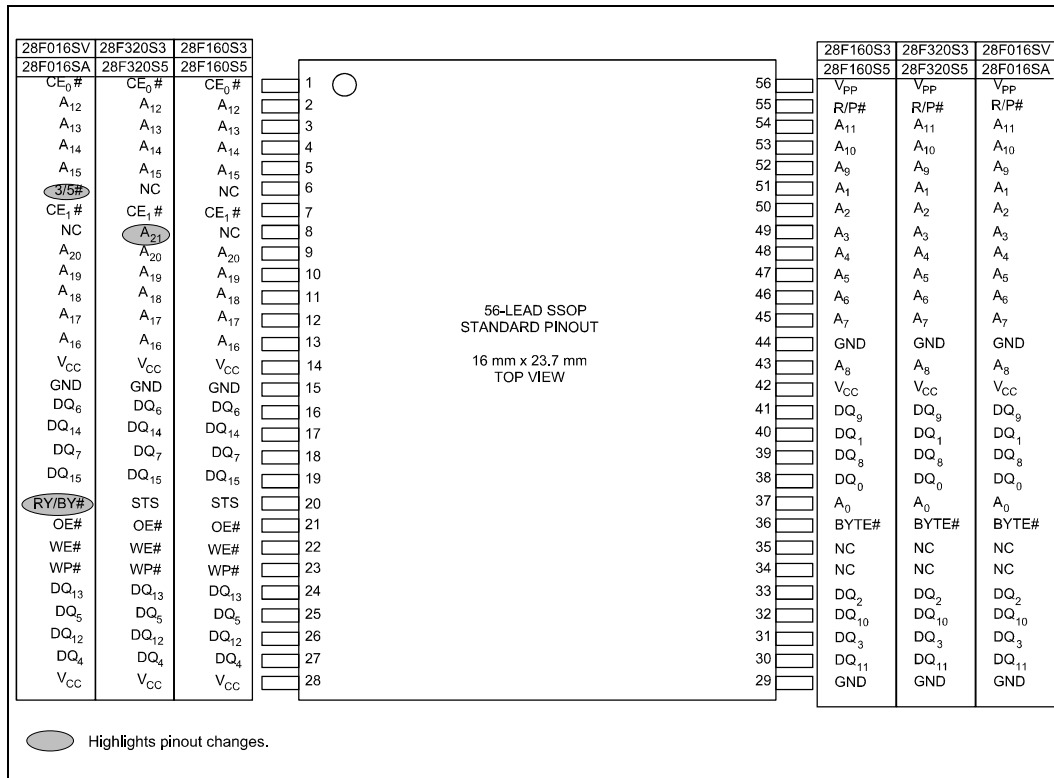 28F016SV 28F320S3 28F160S3
28F016SA 28F320S5 28F160S5
28F160S3 28F320S3 28F016SV
28F160S5 28F320S5 28F016SA
CE0# CE0# CE0# 1 56 VPP VPP VPP
A12 A12 A12 2 55 R/P# R/P# R/P#
A13 A13 A13 3 54 A11 A11 A11
A14 A14 A14 4 53 A10 A10 A10
A15 A15 A15 5 52 A9 A9 A9
3/5# NC NC 6 51 A1 A1 A1
CE1# CE1# CE1# 7 50 A2 A2 A2
NC A21 NC 8 49 A3 A3 A3
A20 A20 A20 9 48 A4 A4 A4
A19 A19 A19 10 47 A5 A5 A5
A18 A18 A18 11 46 A6 A6 A6
A17 A17 A17 12 45 A7 A7 A7
A16 A16 A16 13 44 GND GND GND
VCC VCC VCC 14 43 A8 A8 A8
GND GND GND 15 42 VCC VCC VCC
DQ6 DQ6 DQ6 16 41 DQ9 DQ9 DQ9
DQ14 DQ14 DQ14 17 40 DQ1 DQ1 DQ1
DQ7 DQ7 DQ7 18 39 DQ8 DQ8 DQ8
DQ15 DQ15 DQ15 19 38 DQ0 DQ0 DQ0
RY/BY# STS STS 20 37 A0 A0 A0
OE# OE# OE# 21 36 BYTE# BYTE# BYTE#
WE# WE# WE# 22 35 NC NC NC
WP# WP# WP# 23 34 NC NC NC
DQ13 DQ13 DQ13 24 33 DQ2 DQ2 DQ2
DQ5 DQ5 DQ5 25 32 DQ10 DQ10 DQ10
DQ12 DQ12 DQ12 26 31 DQ3 DQ3 DQ3
DQ4 DQ4 DQ4 27 30 DQ11 DQ11 DQ11
VCC VCC VCC 28 29 GND GND GND
56-LEAD SSOP
STANDARD PINOUT
16 mm x 23.7 mm
TOP VIEW
Highlights pinout changes.